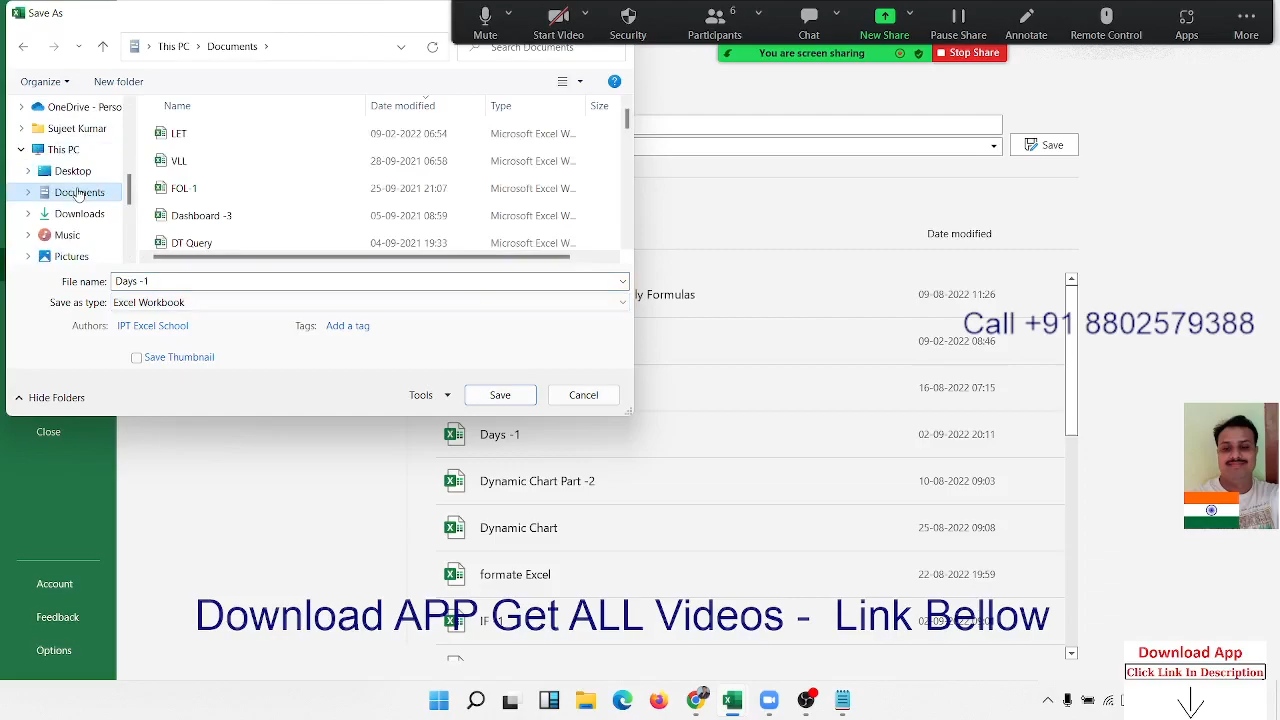 Save As
Mute
Start Video
Security
6
Participants
Chat
New Share
Pause Share
Annotate
Remote Control
Apps
More
You are screen sharing
Stop Share
This PC > Documents >
Search Documents
Organize
New folder
OneDrive - Perso
Sujeet Kumar
This PC
Desktop
Documents
Downloads
Music
Pictures
Name Date modified Type Size
LET 09-02-2022 06:54 Microsoft Excel W...
VLL 28-09-2021 06:58 Microsoft Excel W...
FOL-1 25-09-2021 21:07 Microsoft Excel W...
Dashboard -3 05-09-2021 08:59 Microsoft Excel W...
DT Query 04-09-2021 19:33 Microsoft Excel W...
File name: Days -1
Save as type: Excel Workbook
Authors: IPT Excel School
Tags: Add a tag
Save Thumbnail
Hide Folders
Tools
Save
Cancel
Save
Date modified
ly Formulas 09-08-2022 11:26
09-02-2022 08:46
Call +91 8802579388
16-08-2022 07:15
Days -1 02-09-2022 20:11
Dynamic Chart Part -2 10-08-2022 09:03
Dynamic Chart 25-08-2022 09:08
formate Excel 22-08-2022 19:59
Close
Account
Feedback
Options
Download APP Get ALL Videos - Link Bellow
Download App
Click Link In Description